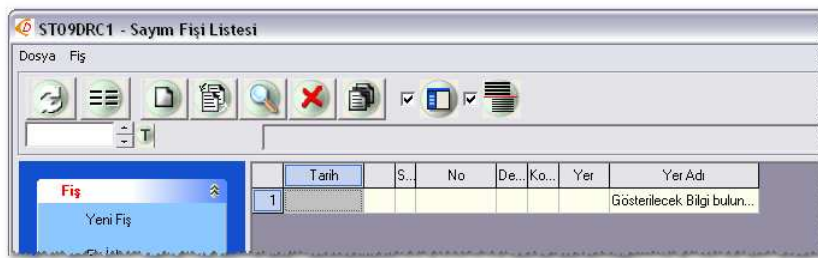 ST09DRC1 - Sayım Fişi Listesi
Dosya Fiş
T
Tarih S... No De... Ko... Yer Yer Adı
Fiş
1 Gösterilecek Bilgi bulun...
Yeni Fiş